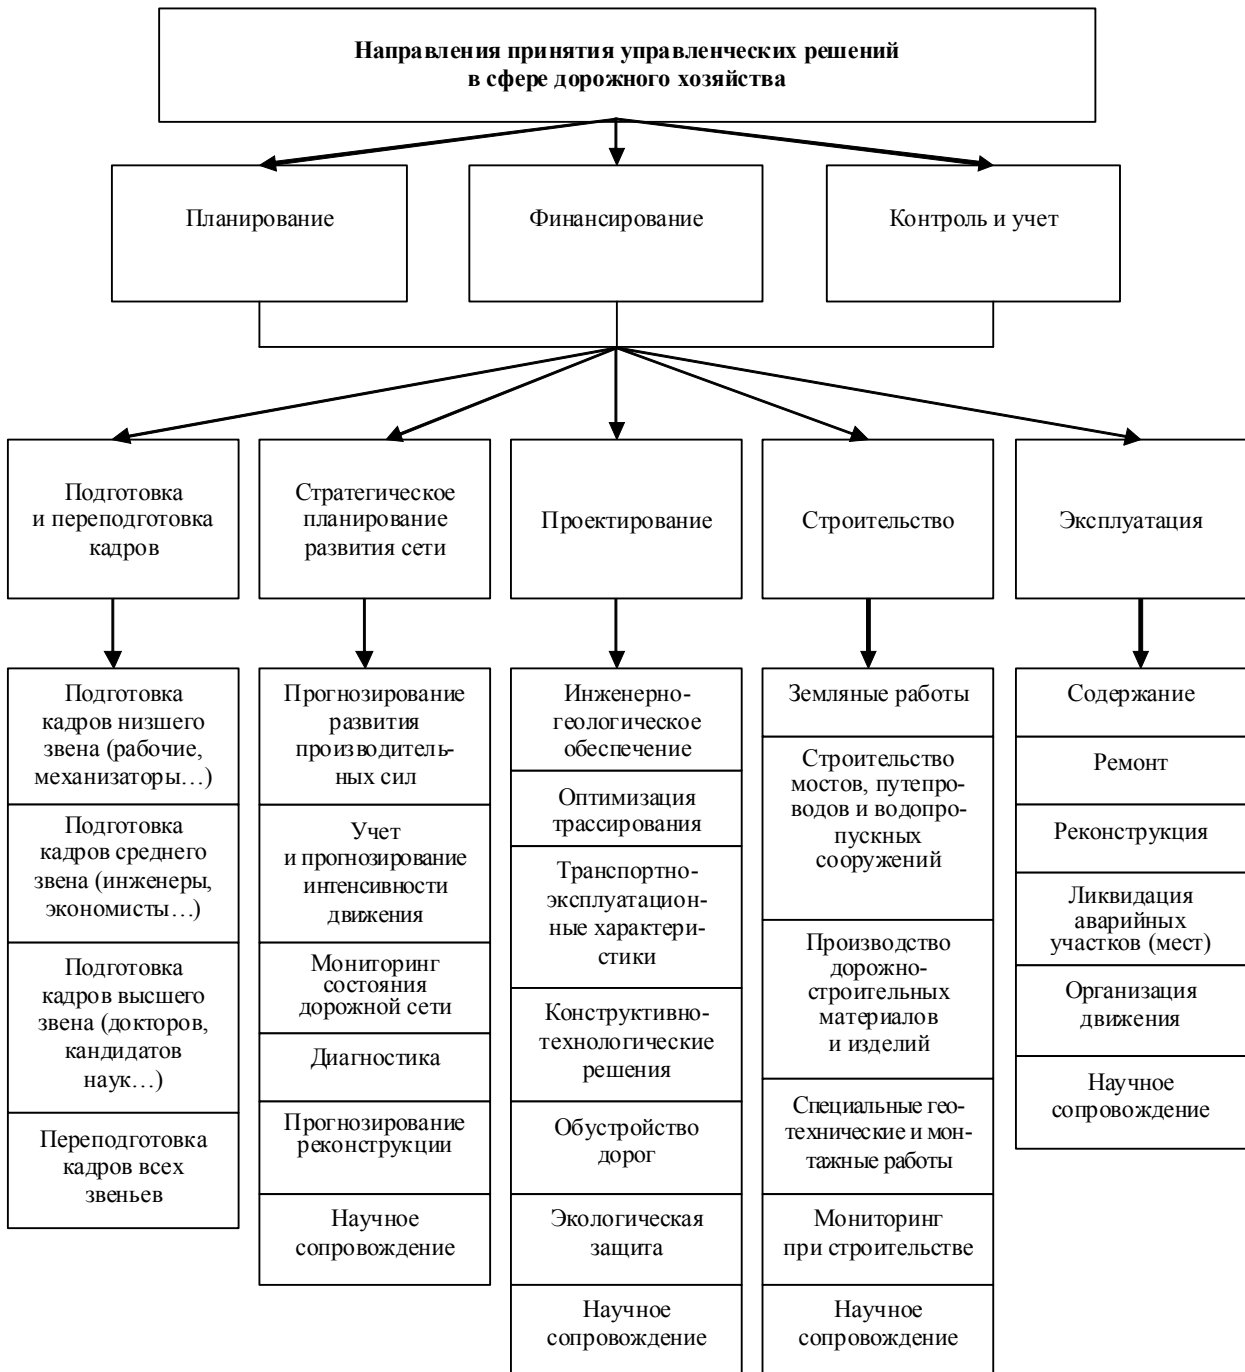 Направления принятия управленческих решений
в сфере дорожного хозяйства
Планирование
Финансирование
Контроль и учет
Подготовка
и переподготовка
кадров
Стратегическое
планирование
развития сети
Проектирование
Строительство
Эксплуатация
Подготовка
кадров низшего
звена (рабочие,
механизаторы…)
Подготовка
кадров среднего
звена (инженеры,
экономисты…)
Подготовка
кадров высшего
звена (докторов,
кандидатов
наук…)
Переподготовка
кадров всех
звеньев
Прогнозирование
развития
производитель-
ных сил
Учет
и прогнозирование
интенсивности
движения
Мониторинг
состояния
дорожной сети
Диагностика
Прогнозирование
реконструкции
Научное
сопровождение
Инженерно-
геологическое
обеспечение
Оптимизация
трассирования
Транспортно-
эксплуатацион-
ные характери-
стики
Конструктивно-
технологические
решения
Обустройство
дорог
Экологическая
защита
Научное
сопровождение
Земляные работы
Строительство
мостов, путепро-
водов и водопро-
пускных
сооружений
Производство
дорожно-
строительных
материалов
и изделий
Специальные гео-
технические и мон-
тажные работы
Мониторинг
при строительстве
Научное
сопровождение
Содержание
Ремонт
Реконструкция
Ликвидация
аварийных
участков (мест)
Организация
движения
Научное
сопровождение